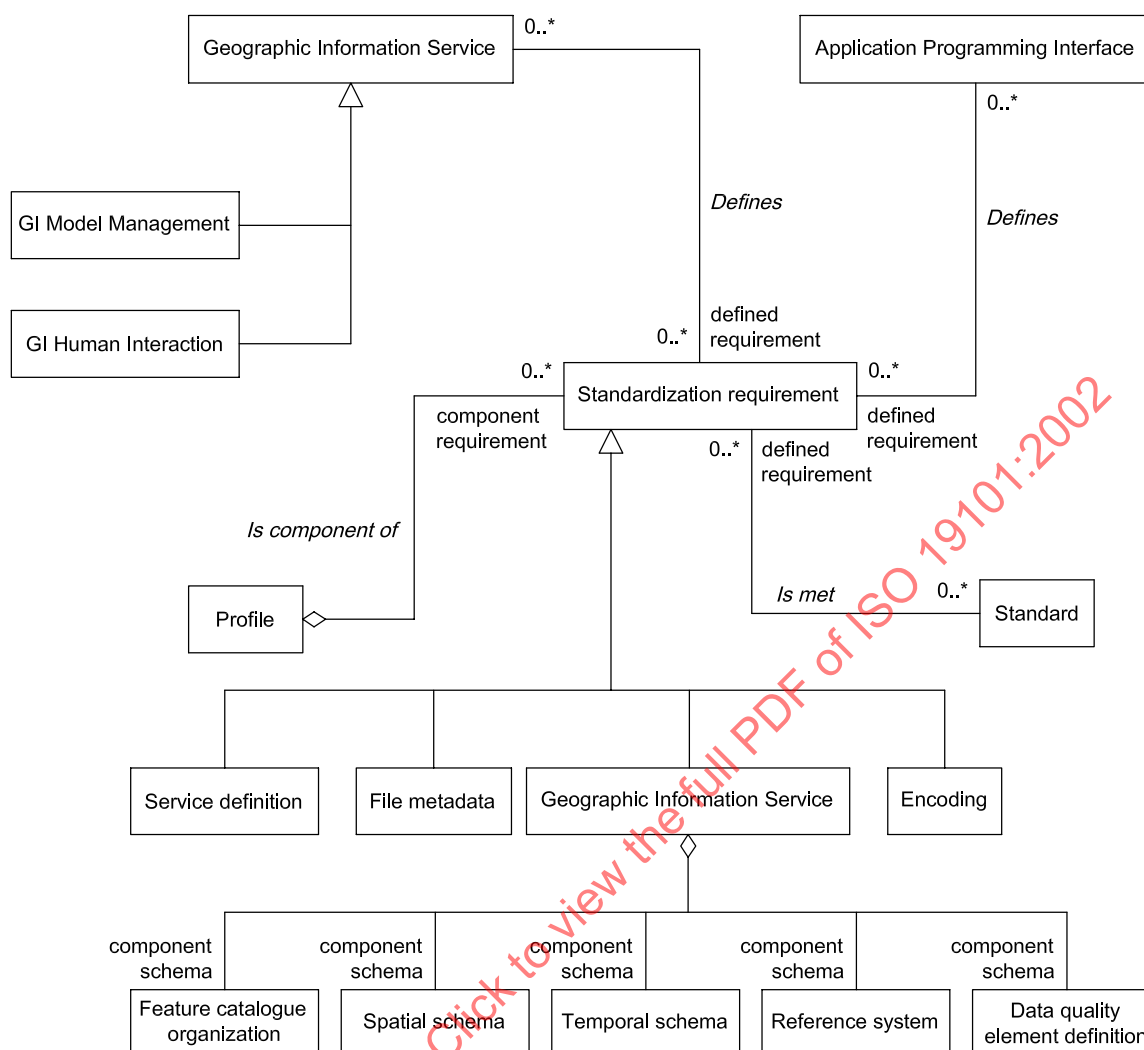 0..*
Geographic Information Service
Application Programming Interface
0..*
GI Model Management
Defines
Defines
GI Human Interaction
defined
requirement
0..*
0..*
Standardization requirement
0..*
component
requirement
defined
requirement
0..*
defined
requirement
Is component of
Is met
0..*
Profile
Standard
Service definition
File metadata
Geographic Information Service
Encoding
component
schema
component
schema
component
schema
component
schema
component
schema
Feature catalogue
organization
Spatial schema
Temporal schema
Reference system
Data quality
element definition
Click to view the full PDF of ISO 19101:2002